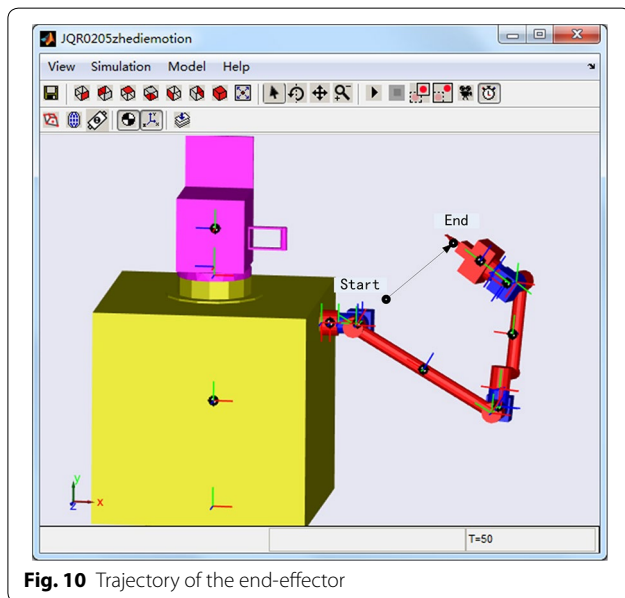 JQR0205zhediemotion
View Simulation Model Help
End
Start
y
z x
T=50
Fig. 10 Trajectory of the end-effector